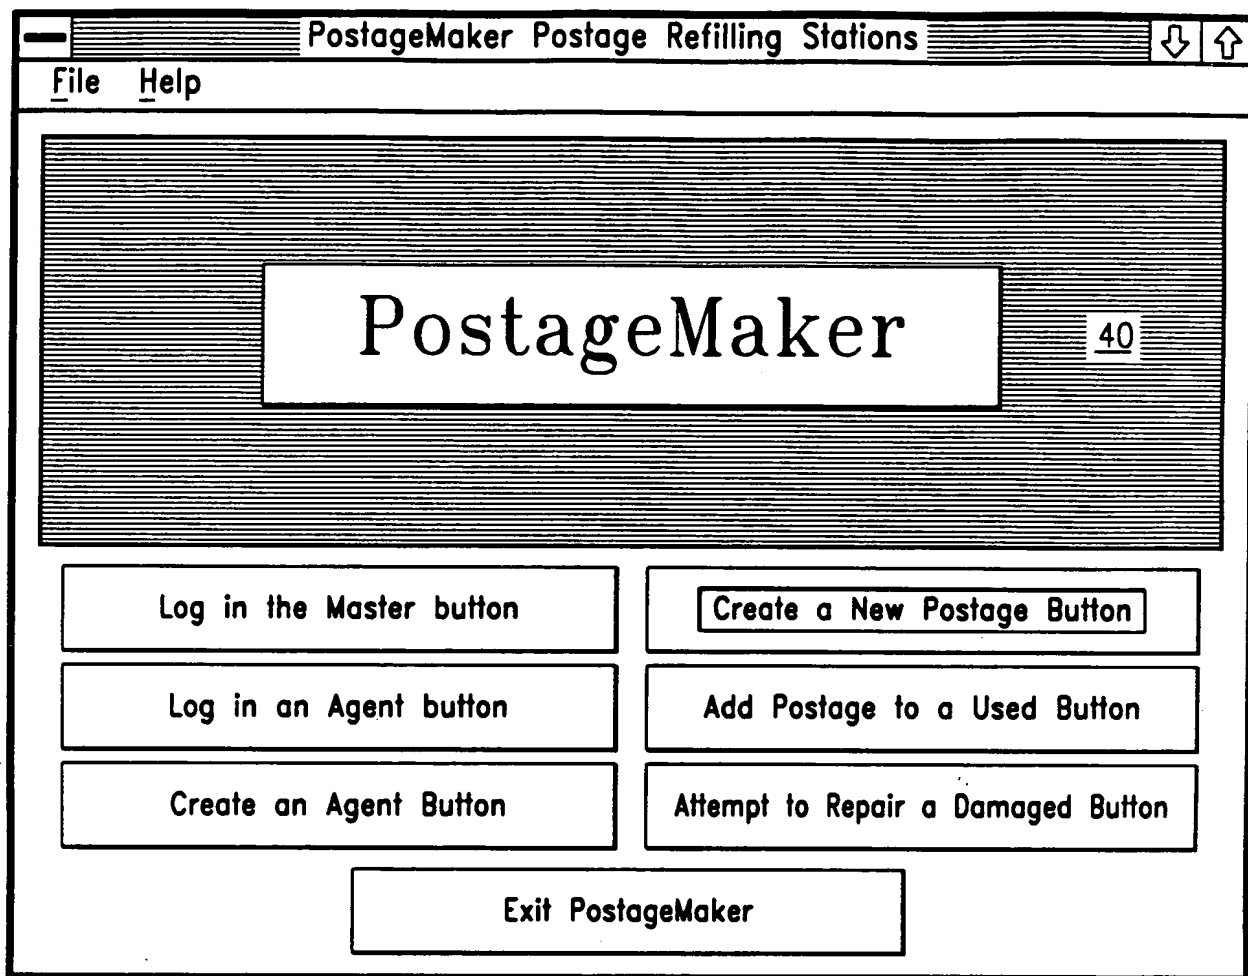 PostageMaker Postage Refilling Stations
File Help
PostageMaker
40
Log in the Master button
Create a New Postage Button
Log in an Agent button
Add Postage to a Used Button
Create an Agent Button
Attempt to Repair a Damaged Button
Exit PostageMaker